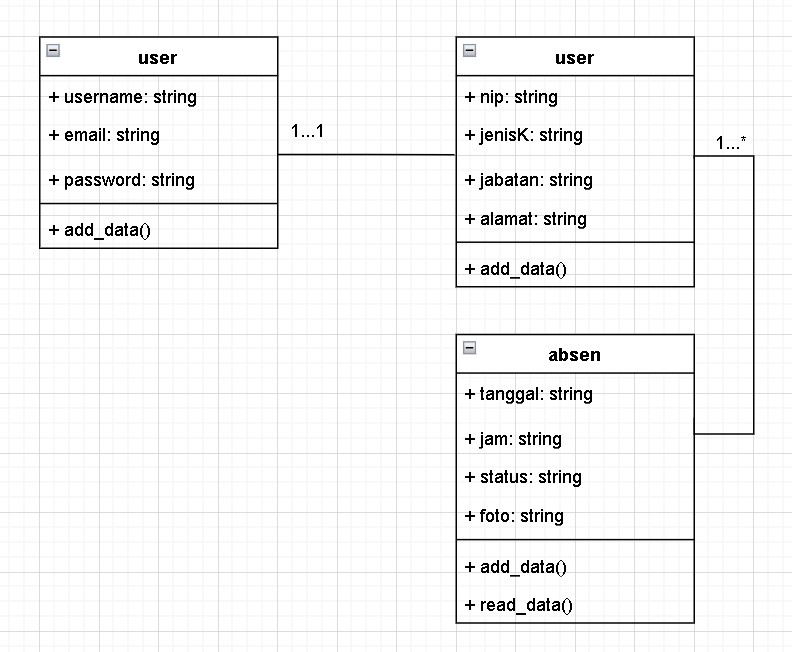 user
+ username: string
+ email: string
+ password: string
+ add_data()
1...1
user
+ nip: string
+ jenisK: string
+ jabatan: string
+ alamat: string
+ add_data()
1...*
absen
+ tanggal: string
+ jam: string
+ status: string
+ foto: string
+ add_data()
+ read_data()